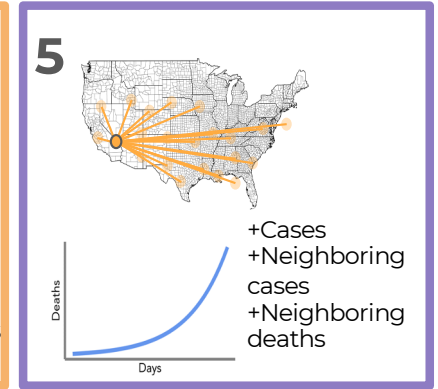 5
+Cases
+Neighboring
cases
+Neighboring
deaths
Deaths
Days